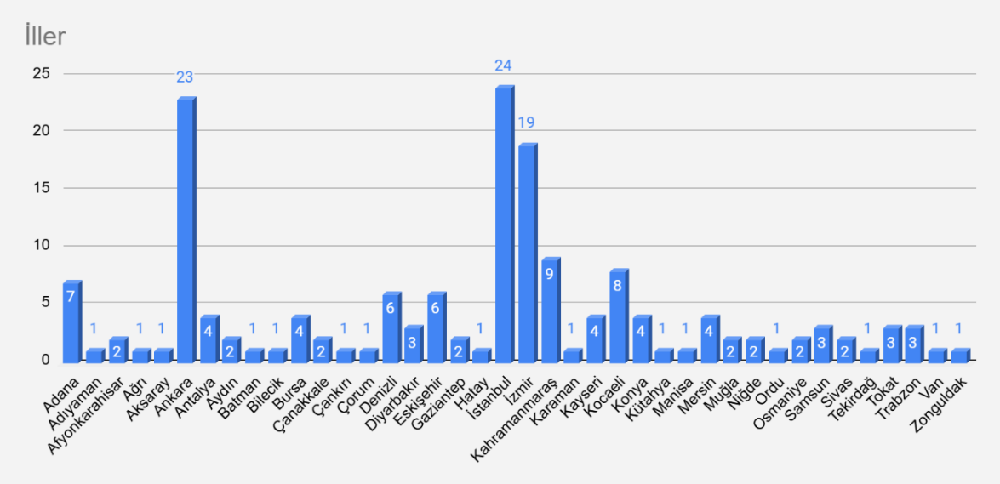 İller
25
20
15
10
5
0
7
1
2
1
1
23
4
2
1
1
4
2
1
1
6
3
6
2
1
24
19
9
1
4
8
4
1
1
4
2
2
1
2
3
2
1
3
3
1
1
Adana
Adıyaman
Afyonkarahisar
Ağrı
Aksaray
Ankara
Antalya
Aydın
Batman
Bilecik
Bursa
Çanakkale
Çankırı
Çorum
Denizli
Diyarbakır
Eskişehir
Gaziantep
Hatay
İstanbul
İzmir
Kahramanmaraş
Karaman
Kayseri
Kocaeli
Konya
Kütahya
Manisa
Mersin
Muğla
Niğde
Ordu
Osmaniye
Samsun
Sivas
Tekirdağ
Tokat
Trabzon
Van
Zonguldak